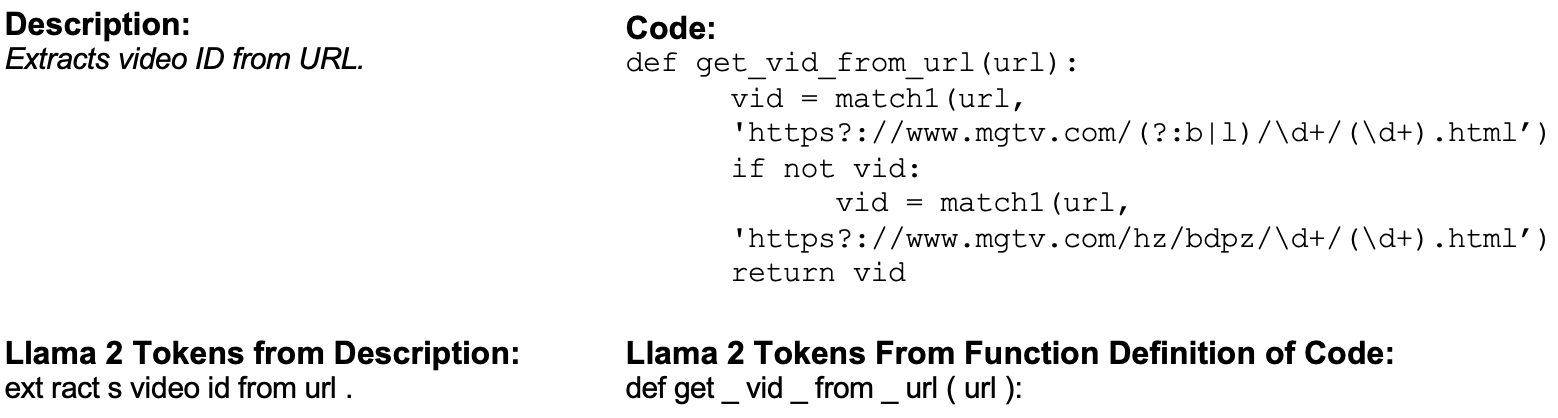 Description:
Extracts video ID from URL.
Code:
def get_vid_from_url(url):
vid = match1(url,
'https?://www.mgtv.com/(?:b|l)/\d+/(\d+).html’)
if not vid:
vid = match1(url,
'https?://www.mgtv.com/hz/bdpz/\d+/(\d+).html’)
return vid
Llama 2 Tokens from Description:
ext ract s video id from url .
Llama 2 Tokens From Function Definition of Code:
def get _ vid _ from _ url ( url ):